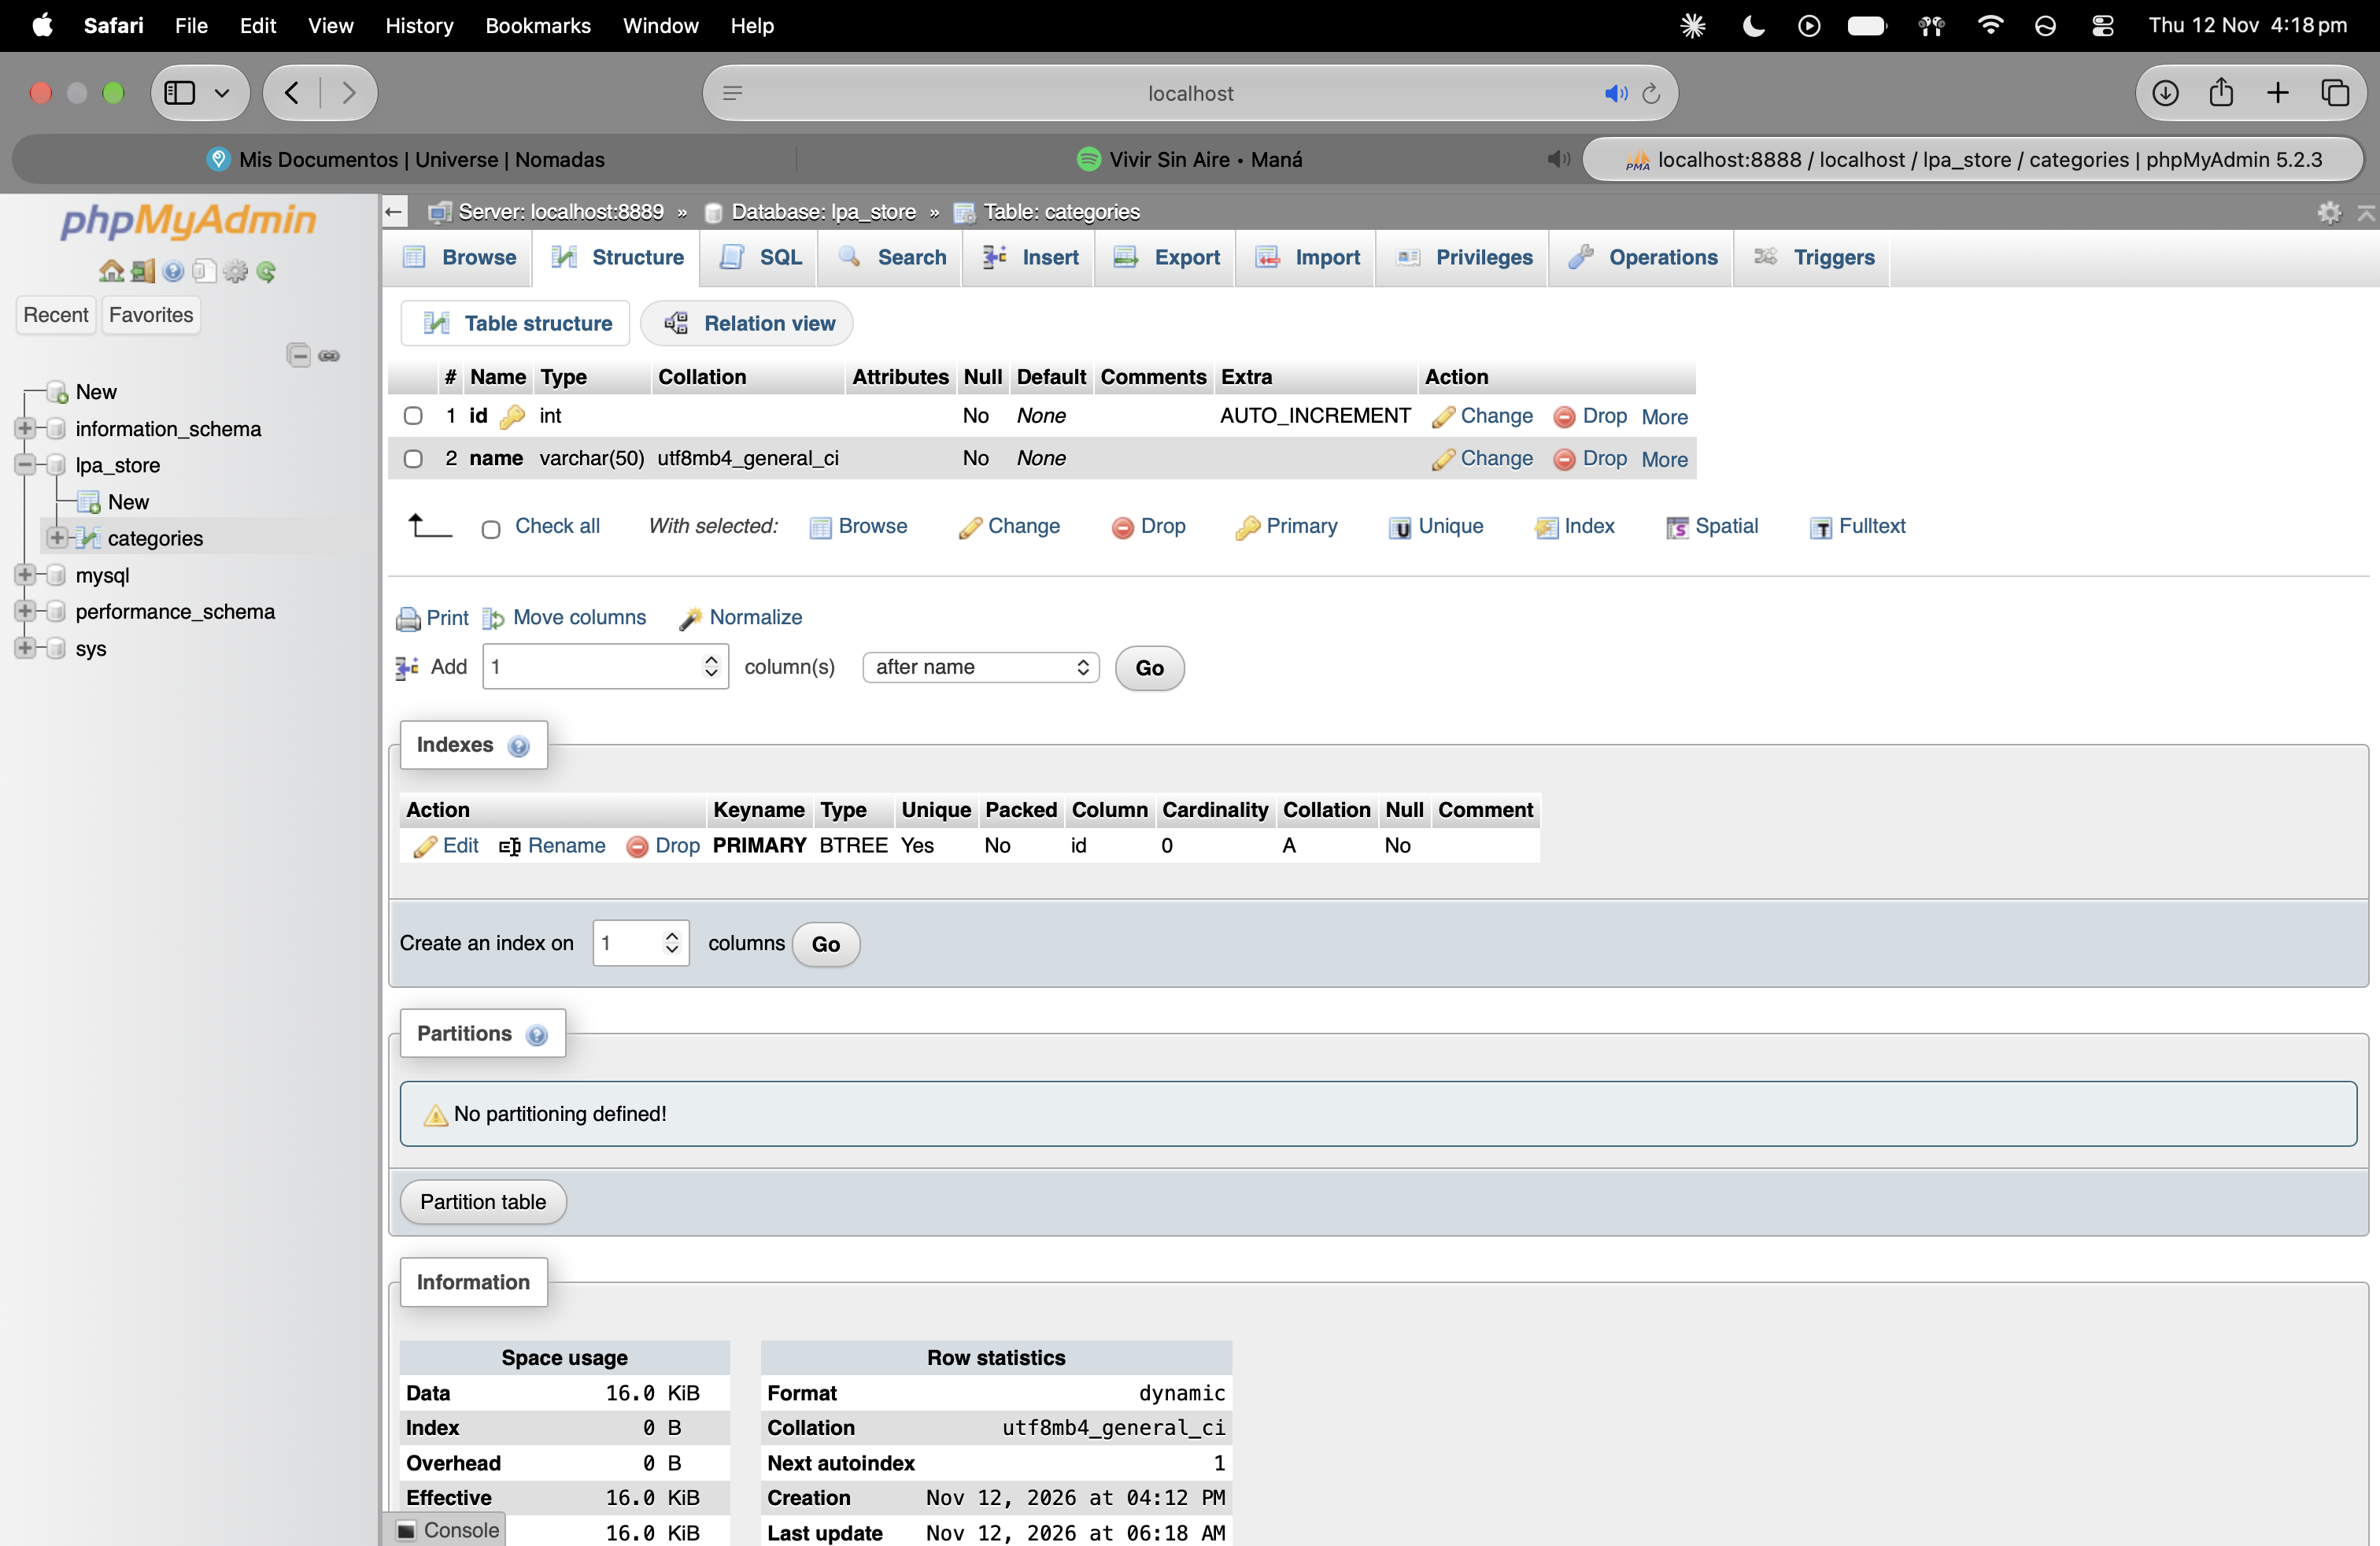 Safari File Edit View History Bookmarks Window Help Thu 12 Nov 4:18 pm
localhost
Mis Documentos | Universe | Nomadas Vivir Sin Aire • Maná PMA localhost:8888 / localhost / lpa_store / categories | phpMyAdmin 5.2.3
phpMyAdmin
Recent Favorites
New
information_schema
lpa_store
New
categories
mysql
performance_schema
sys
Server: localhost:8889 » Database: lpa_store » Table: categories
Browse Structure SQL Search Insert Export Import Privileges Operations Triggers
Table structure Relation view
# Name Type Collation Attributes Null Default Comments Extra Action
1 id int No None AUTO_INCREMENT Change Drop More
2 name varchar(50) utf8mb4_general_ci No None Change Drop More
Check all With selected: Browse Change Drop Primary U Unique Index S Spatial T Fulltext
Print Move columns Normalize
Add 1 column(s) after name Go
Indexes
Action Keyname Type Unique Packed Column Cardinality Collation Null Comment
Edit Rename Drop PRIMARY BTREE Yes No id 0 A No
Create an index on 1 columns Go
Partitions
No partitioning defined!
Partition table
Information
Space usage
Data 16.0 KiB
Index 0 B
Overhead 0 B
Effective 16.0 KiB
16.0 KiB
Row statistics
Format dynamic
Collation utf8mb4_general_ci
Next autoindex 1
Creation Nov 12, 2026 at 04:12 PM
Last update Nov 12, 2026 at 06:18 AM
Console